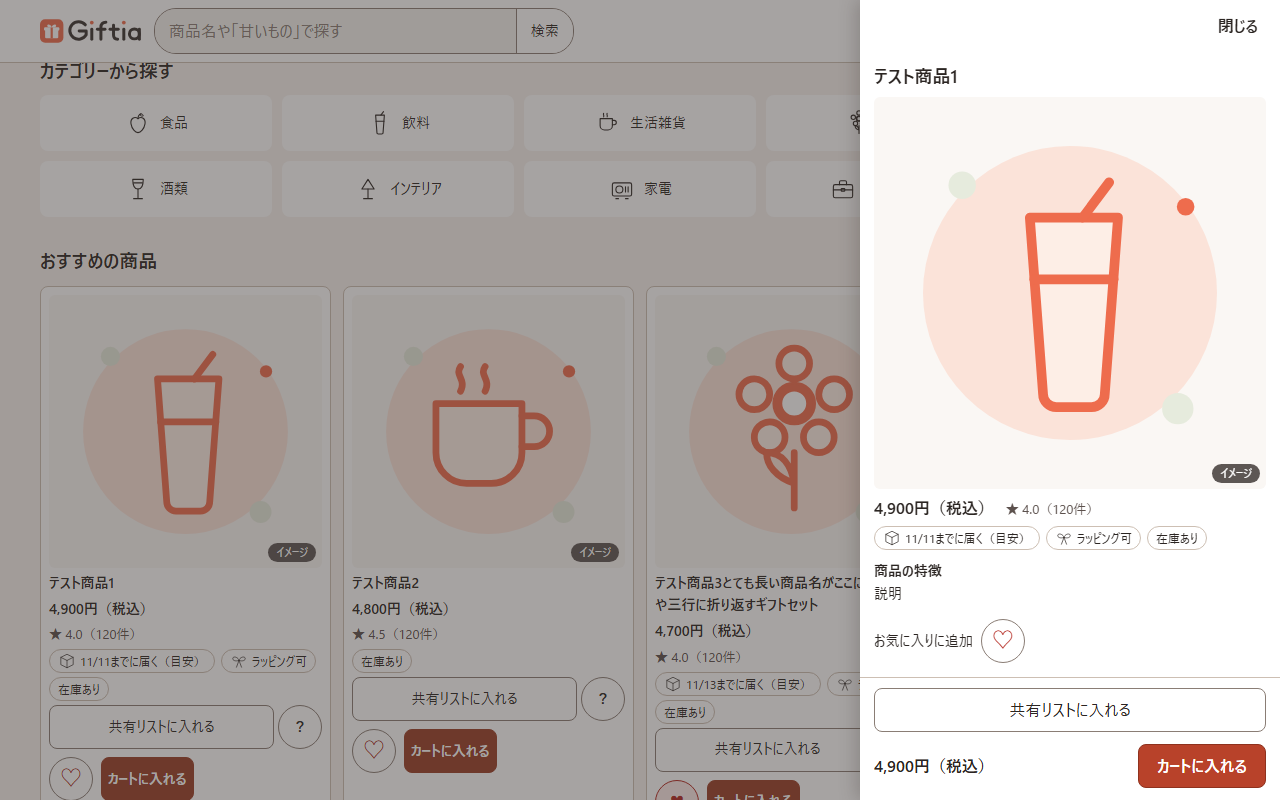 Giftia
商品名や「甘いもの」で探す
検索
カテゴリーから探す
食品
飲料
生活雑貨
酒類
インテリア
家電
おすすめの商品
イメージ
テスト商品1
4,900円（税込）
★ 4.0（120件）
11/11までに届く（目安）
ラッピング可
在庫あり
共有リストに入れる
?
カートに入れる
イメージ
テスト商品2
4,800円（税込）
★ 4.5（120件）
在庫あり
共有リストに入れる
?
カートに入れる
テスト商品3とても長い商品名がここに
や三行に折り返すギフトセット
4,700円（税込）
★ 4.0（120件）
11/13までに届く（目安）
在庫あり
共有リストに入れる
カートに入れる
閉じる
テスト商品1
イメージ
4,900円（税込）
★ 4.0（120件）
11/11までに届く（目安）
ラッピング可
在庫あり
商品の特徴
説明
お気に入りに追加
共有リストに入れる
4,900円（税込）
カートに入れる